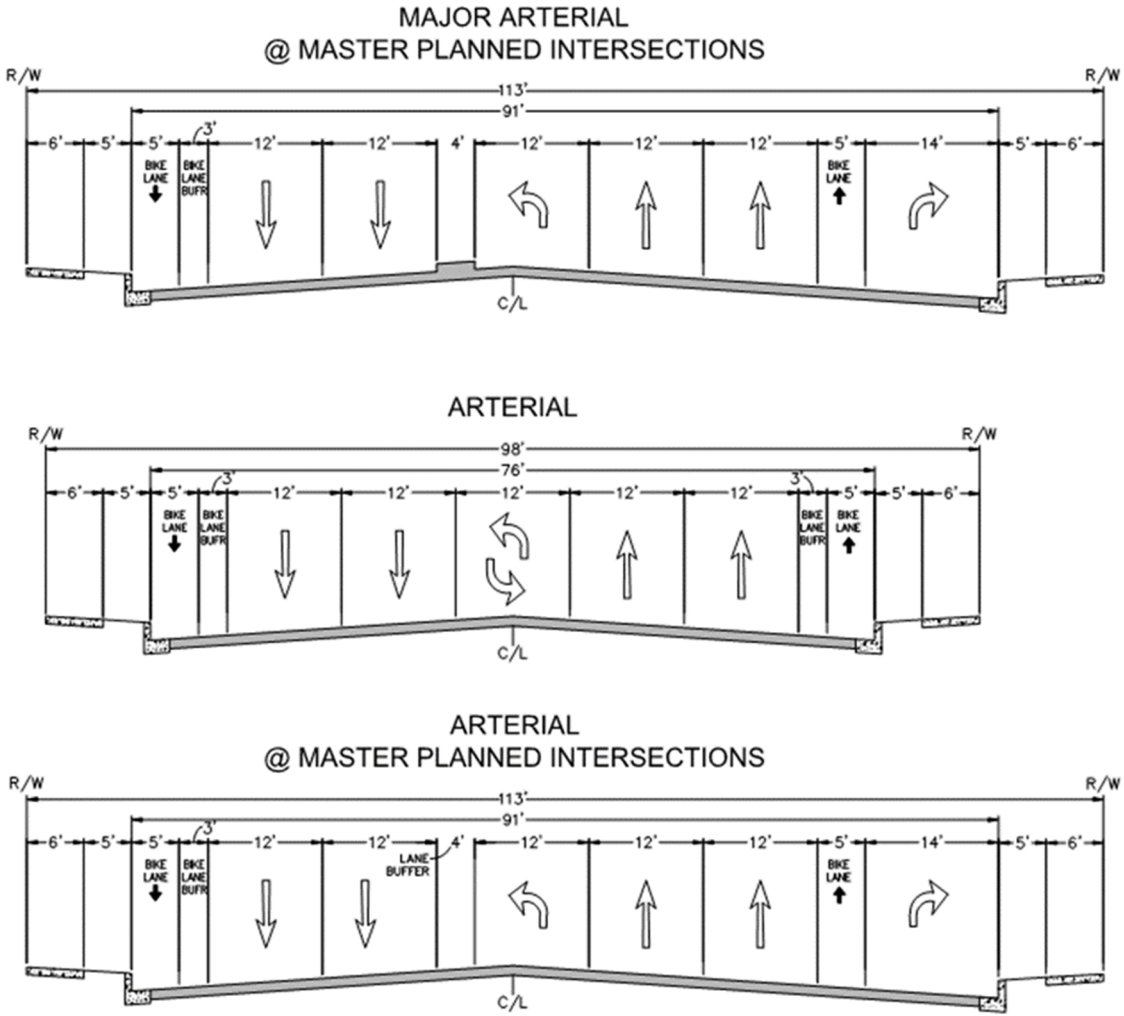 MAJOR ARTERIAL
@ MASTER PLANNED INTERSECTIONS
R/W R/W
113'
91'
6' 5' 5' 3' 12' 12' 4' 12' 12' 12' 5' 14' 5' 6'
BIKE LANE
BIKE LANE BUFR
BIKE LANE
C/L
ARTERIAL
R/W R/W
98'
76'
6' 5' 5' 3' 12' 12' 12' 12' 12' 3' 5' 5' 6'
BIKE LANE
BIKE LANE BUFR
BIKE LANE BUFR
BIKE LANE
C/L
ARTERIAL
@ MASTER PLANNED INTERSECTIONS
R/W R/W
113'
91'
6' 5' 5' 3' 12' 12' 4' 12' 12' 12' 5' 14' 5' 6'
BIKE LANE
BIKE LANE BUFR
LANE BUFFER
BIKE LANE
C/L